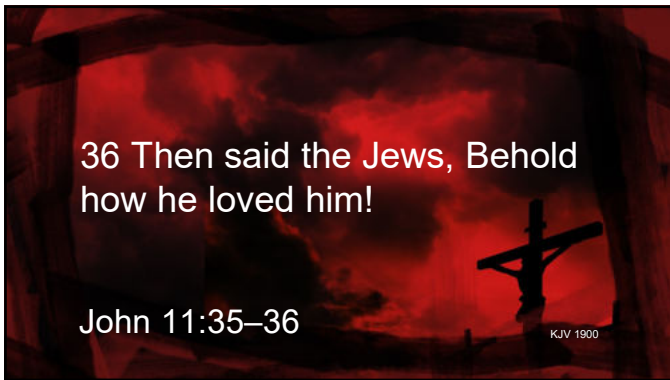 36 Then said the Jews, Behold
how he loved him!
John 11:35–36
KJV 1900